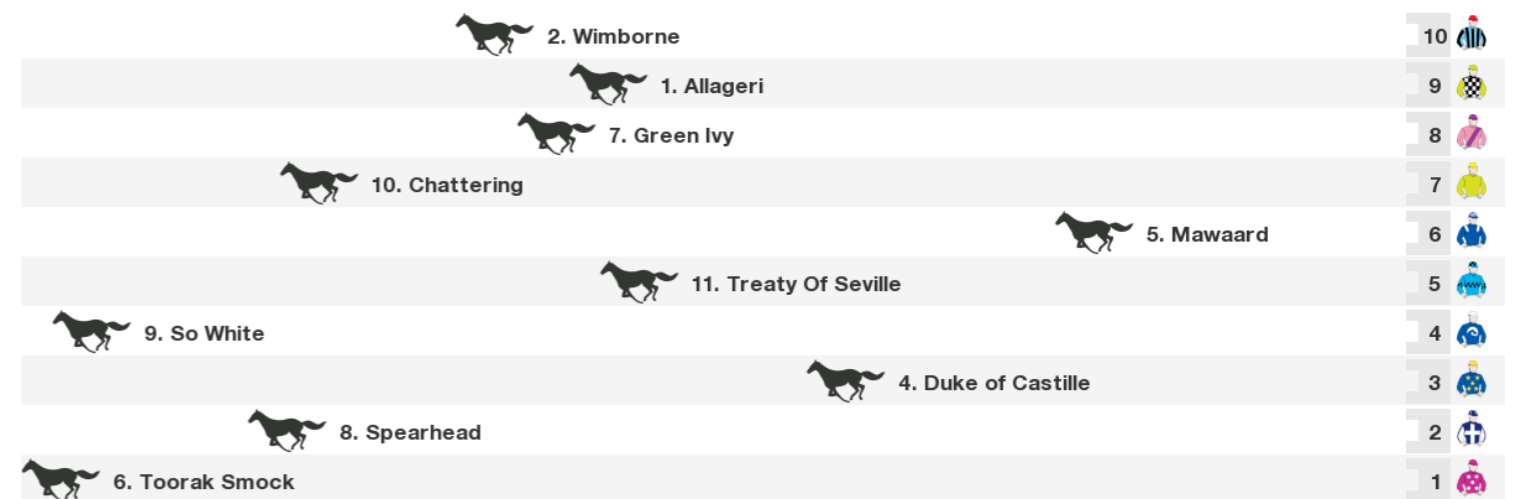 2. Wimborne 10
1. Allageri 9
7. Green Ivy 8
10. Chattering 7
5. Mawaard 6
11. Treaty Of Seville 5
9. So White 4
4. Duke of Castille 3
8. Spearhead 2
6. Toorak Smock 1